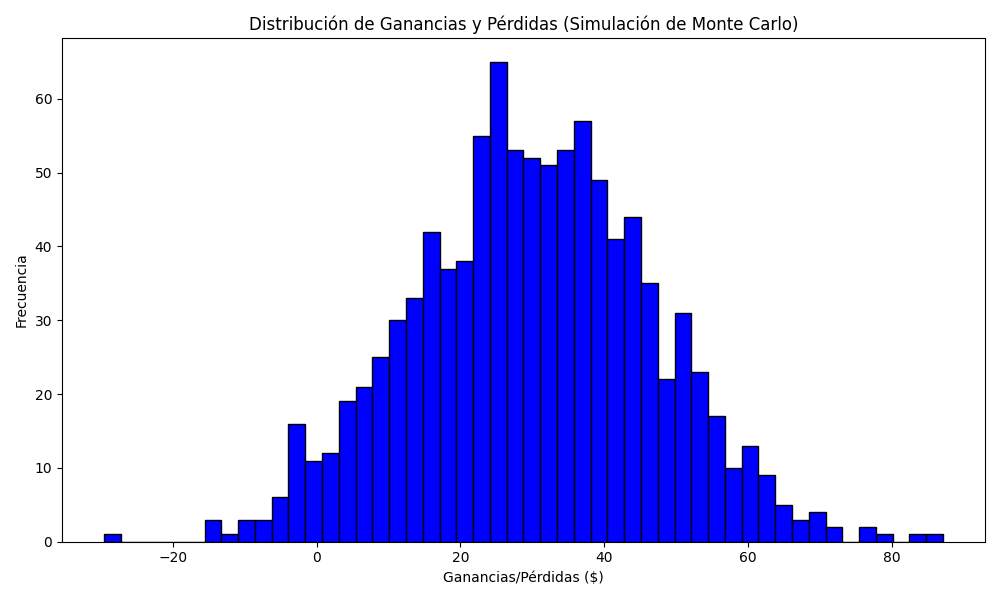 Distribución de Ganancias y Pérdidas (Simulación de Monte Carlo)
Frecuencia
60
50
40
30
20
10
0
−20 0 20 40 60 80
Ganancias/Pérdidas ($)